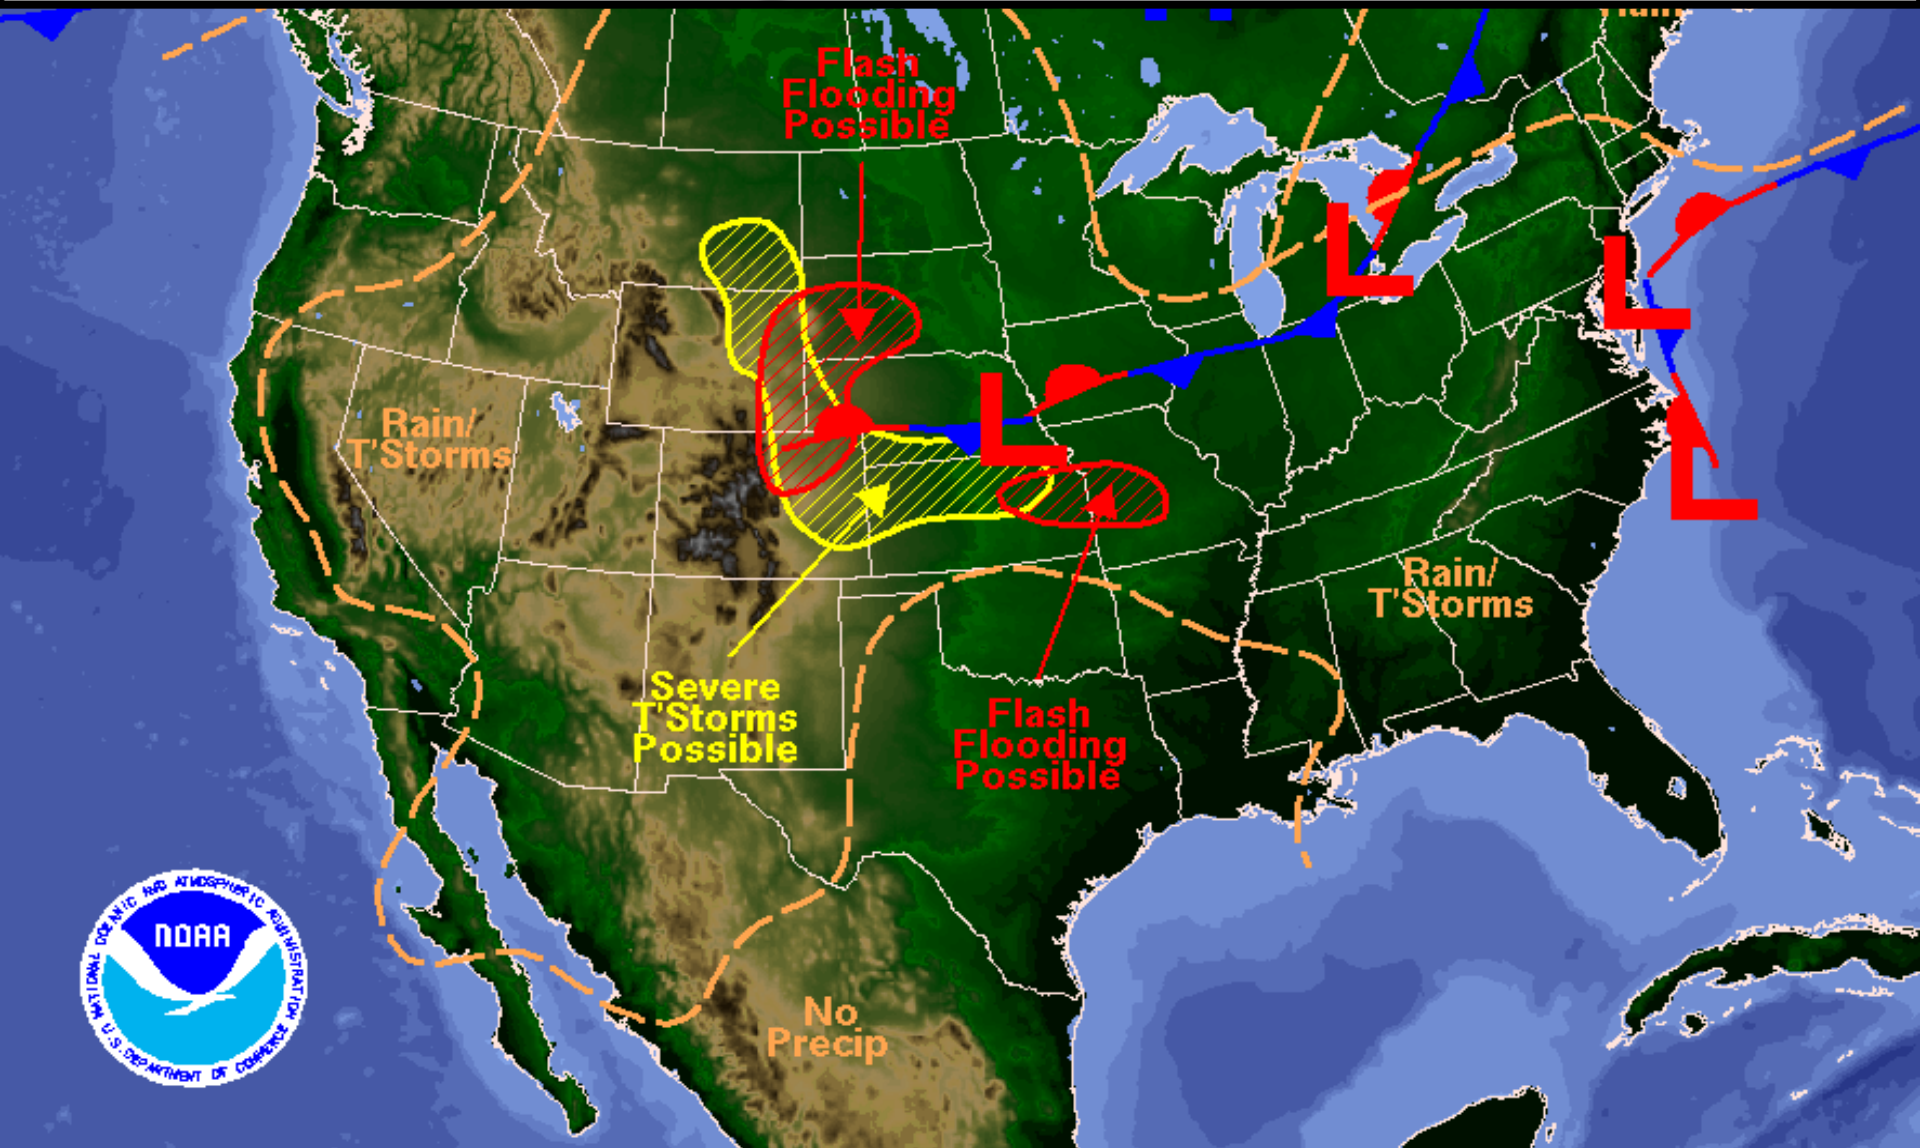 Rain
Flash
Flooding
Possible
Rain/
T'Storms
L
L
L
L
Rain/
T'Storms
Severe
T'Storms
Possible
Flash
Flooding
Possible
No
Precip
NATIONAL OCEANIC AND ATMOSPHERIC ADMINISTRATION
U.S. DEPARTMENT OF COMMERCE
NOAA